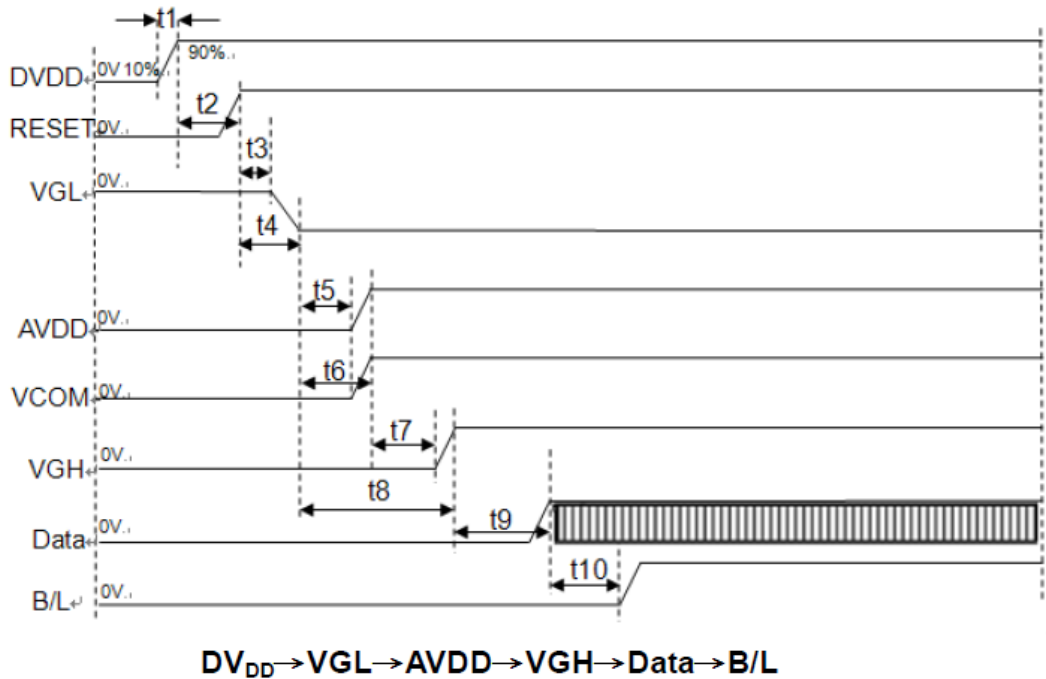 t1
DVDD 0V 10% 90%
t2
RESET 0V
t3
VGL 0V
t4
t5
AVDD 0V
t6
VCOM 0V
t7
VGH 0V
t8
t9
Data 0V
t10
B/L 0V
DVDD→VGL→AVDD→VGH→Data→B/L